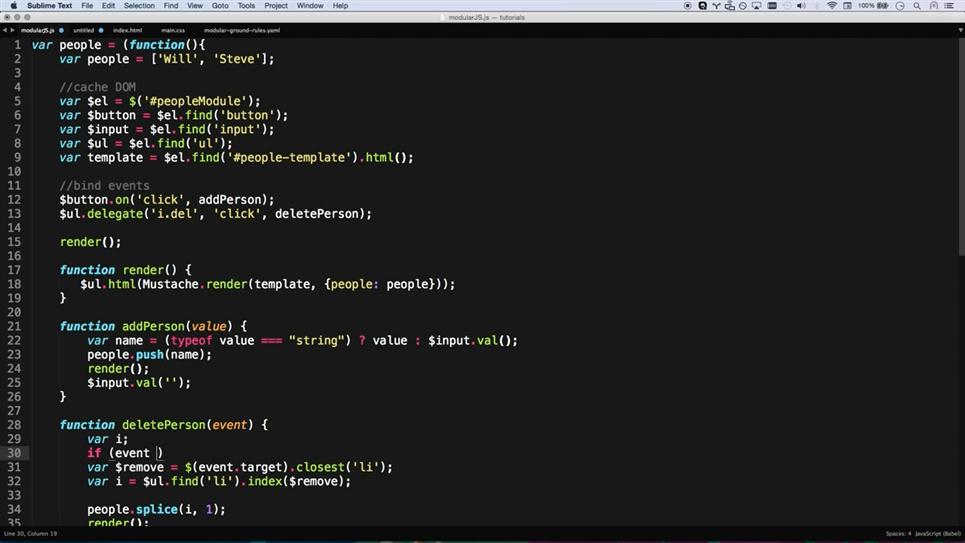 Sublime Text File Edit Selection Find View Goto Tools Project Window Help 100%
modularJS.js — tutorials
modularJS.js untitled index.html main.css modular-ground-rules.yaml
1 var people = (function(){
2 var people = ['Will', 'Steve'];
3
4 //cache DOM
5 var $el = $('#peopleModule');
6 var $button = $el.find('button');
7 var $input = $el.find('input');
8 var $ul = $el.find('ul');
9 var template = $el.find('#people-template').html();
10
11 //bind events
12 $button.on('click', addPerson);
13 $ul.delegate('i.del', 'click', deletePerson);
14
15 render();
16
17 function render() {
18 $ul.html(Mustache.render(template, {people: people}));
19 }
20
21 function addPerson(value) {
22 var name = (typeof value === "string") ? value : $input.val();
23 people.push(name);
24 render();
25 $input.val('');
26 }
27
28 function deletePerson(event) {
29 var i;
30 if (event )
31 var $remove = $(event.target).closest('li');
32 var i = $ul.find('li').index($remove);
33
34 people.splice(i, 1);
35 render();
Line 30, Column 19 Spaces: 4 JavaScript (Babel)